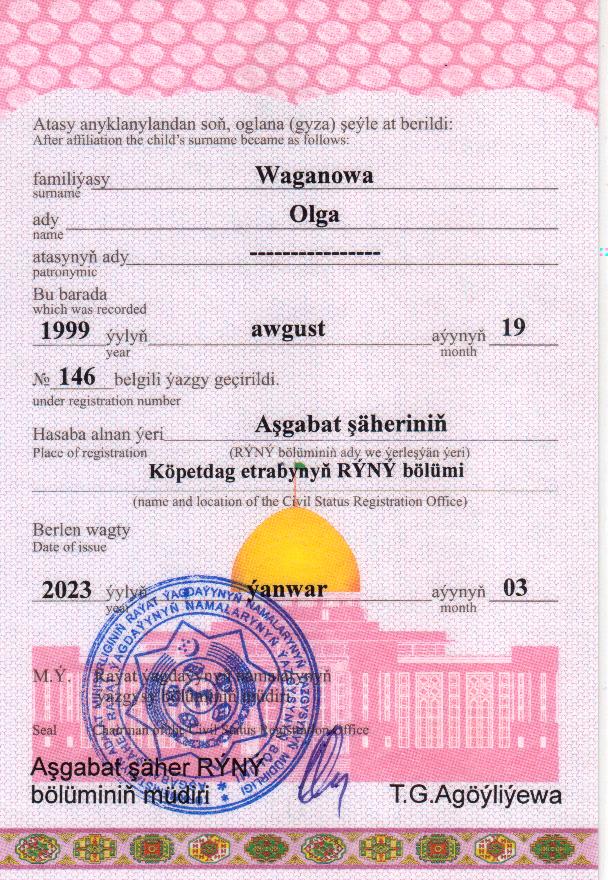 Atasy anyklanylandan soň, oglana (gyza) şeýle at berildi:
After affiliation the child's surname became as follows:
familiýasy Waganowa
surname
ady Olga
name
atasynyň ady ----------------
patronymic
Bu barada
which was recorded
1999 ýylyň awgust aýynyň 19
year month
№ 146 belgili ýazgy geçirildi.
under registration number
Hasaba alnan ýeri Aşgabat şäheriniň
Place of registration (RÝNÝ bölüminiň ady we ýerleşýän ýeri)
Köpetdag etrabynyň RÝNÝ bölümi
(name and location of the Civil Status Registration Office)
Berlen wagty
Date of issue
2023 ýylyň ýanwar aýynyň 03
year month
M.Ý. Raýat ýagdaýynyň namalarynyň
ýazgysy bölüminiň müdiri
Seal Chairman of the Civil Status Registration Office
Aşgabat şäher RÝNÝ
bölüminiň müdiri T.G.Agöýliýewa